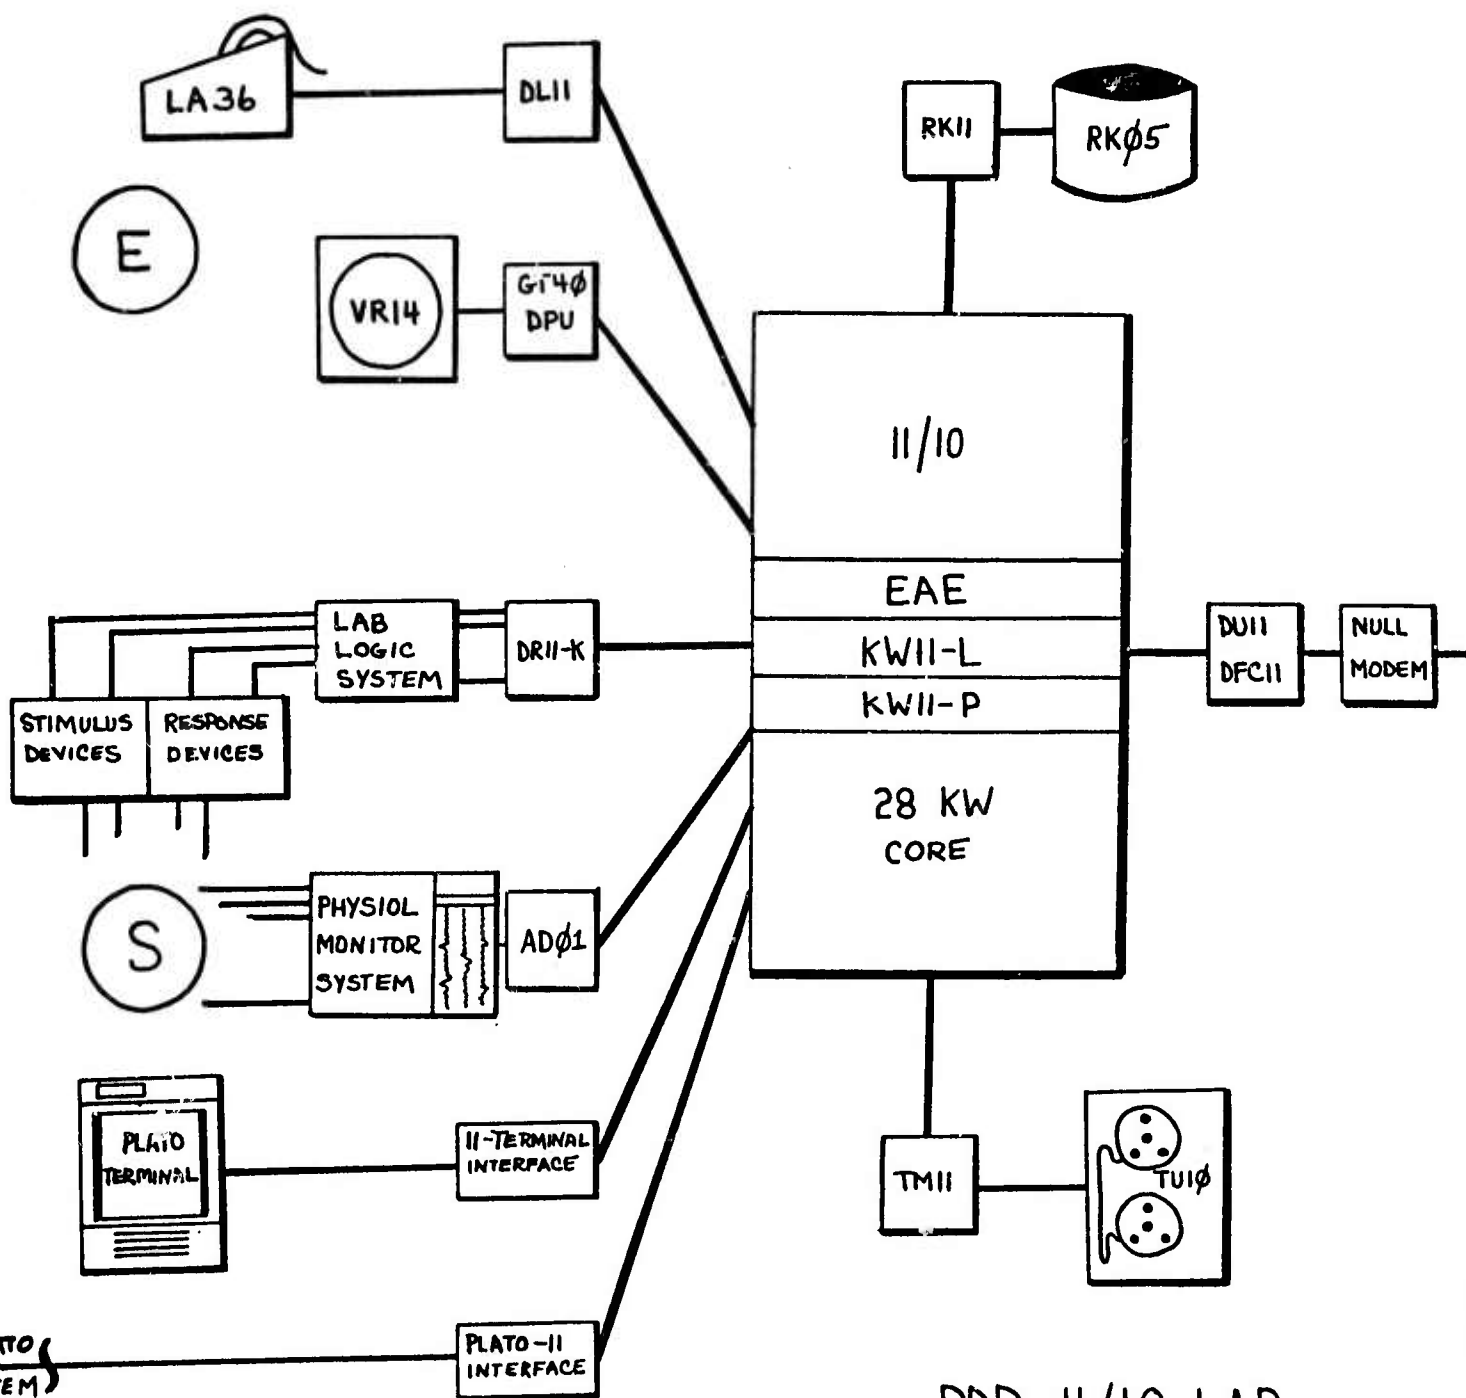 LA36
DL11
RK11
RKØ5
E
VR14
GT4Ø
DPU
11/10
EAE
KW11-L
KW11-P
28 KW
CORE
LAB
LOGIC
SYSTEM
DR11-K
STIMULUS
DEVICES
RESPONSE
DEVICES
DU11
DFC11
NULL
MODEM
S
PHYSIOL
MONITOR
SYSTEM
ADØ1
PLATO
TERMINAL
11-TERMINAL
INTERFACE
TM11
TU1Ø
PLATO-11
INTERFACE